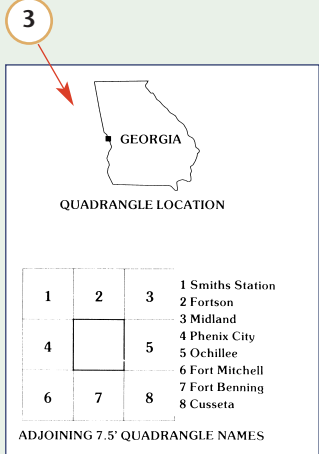 3
GEORGIA
QUADRANGLE LOCATION
1 2 3
4 5
6 7 8
1 Smiths Station
2 Fortson
3 Midland
4 Phenix City
5 Ochillee
6 Fort Mitchell
7 Fort Benning
8 Cusseta
ADJOINING 7.5' QUADRANGLE NAMES